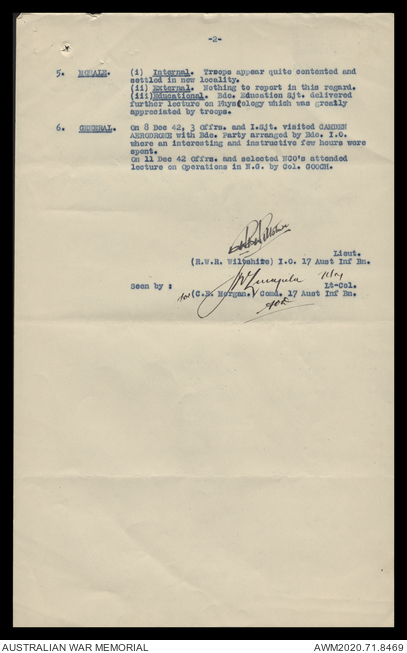 -2-
5. MORALE. (i) Internal. Troops appear quite contented and
settled in new locality.
(ii) External. Nothing to report in this regard.
(iii) Educational. Bde. Education Sjt. delivered
further lecture on Physiology which was greatly
appreciated by troops.
6. GENERAL. On 8 Dec 42, 3 Offrs. and I.Sjt. visited CAMDEN
AERODROME with Bde. Party arranged by Bde. I.O.
where an interesting and instructive few hours were
spent.
On 11 Dec 42 Offrs. and selected NCO's attended
lecture on Operations in N.G. by Col. GOOCH.
Lieut.
(R.W.R. Wiltshire) I.O. 17 Aust Inf Bn.
Seen by : Lt-Col.
for (C.R. Morgan.) Comd. 17 Aust Inf Bn.
AUSTRALIAN WAR MEMORIAL
AWM2020.71.8469